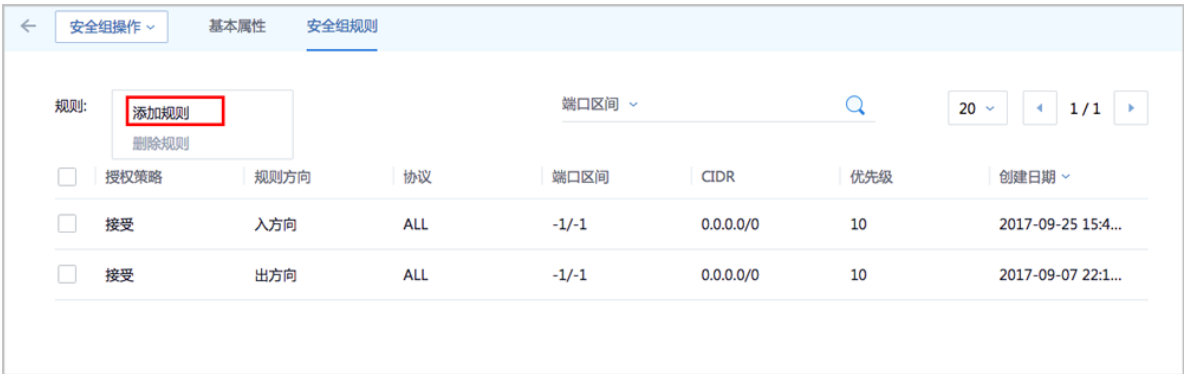 安全组操作 基本属性 安全组规则
规则: 添加规则 端口区间 20 1 / 1
删除规则
授权策略 规则方向 协议 端口区间 CIDR 优先级 创建日期
接受 入方向 ALL -1/-1 0.0.0.0/0 10 2017-09-25 15:4...
接受 出方向 ALL -1/-1 0.0.0.0/0 10 2017-09-07 22:1...